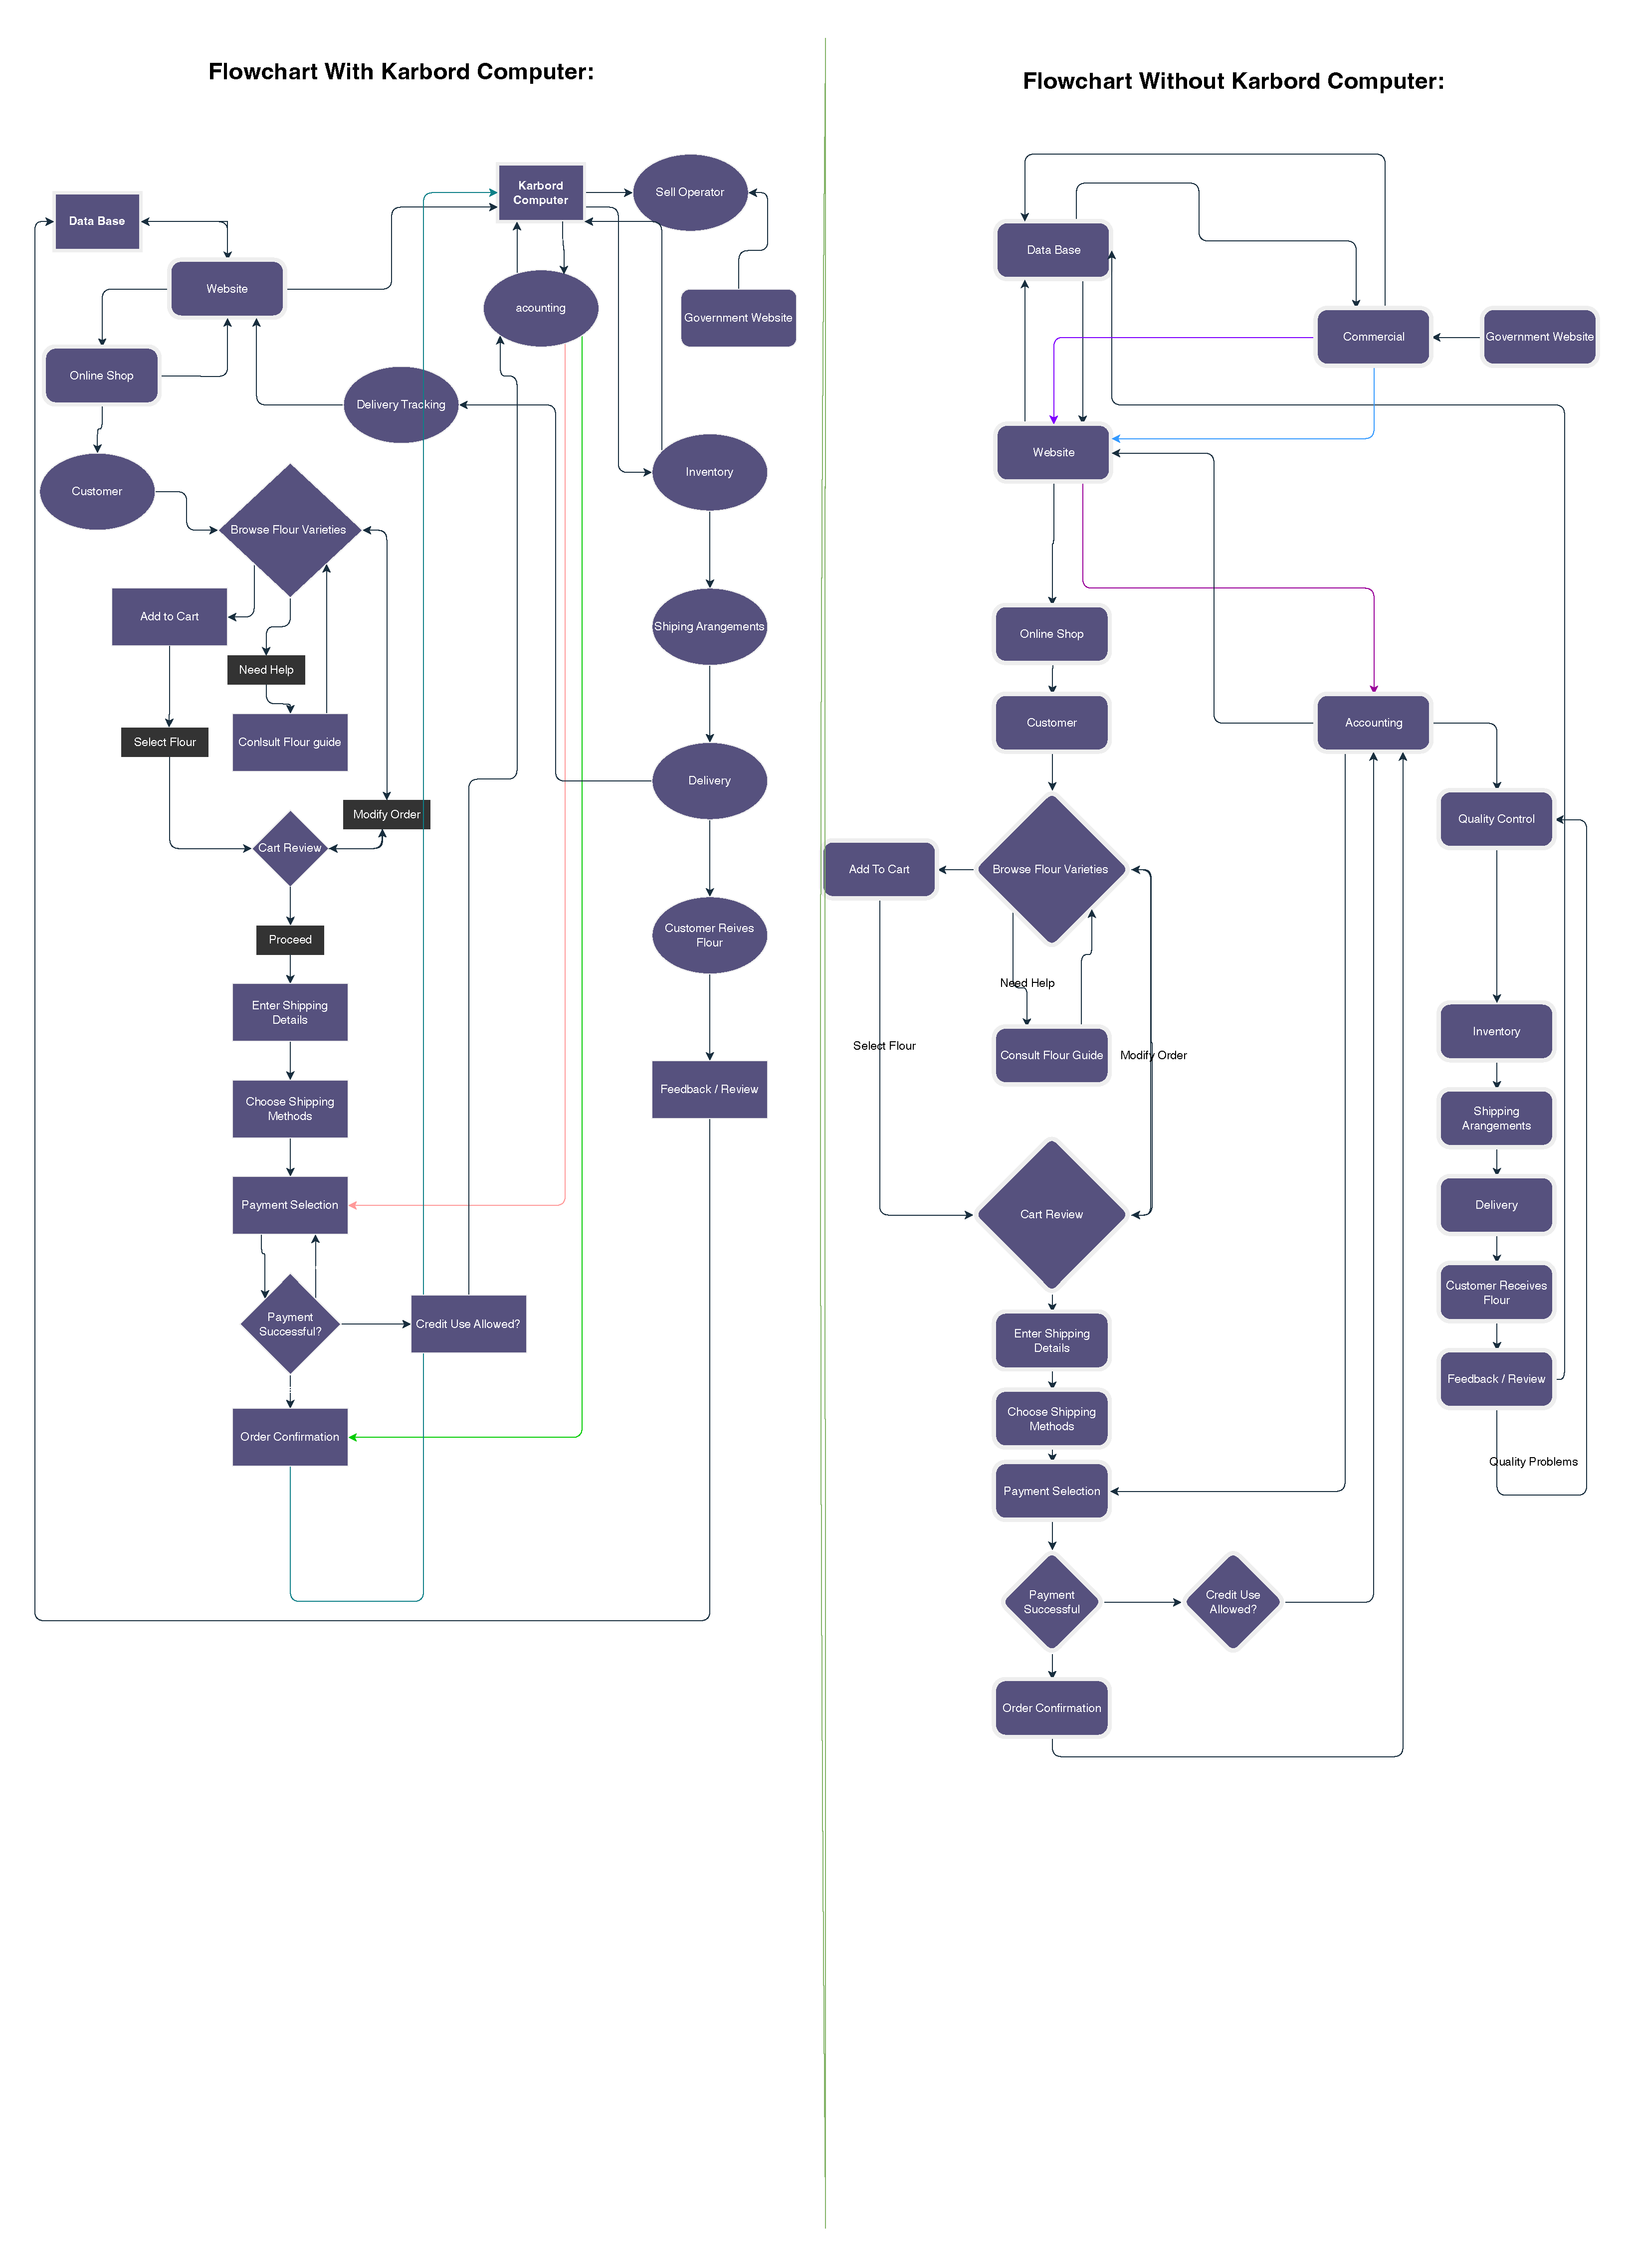 Flowchart With Karbord Computer:
Karbord
Computer
Sell Operator
Data Base
Website
acounting
Government Website
Online Shop
Delivery Tracking
Inventory
Customer
Browse Flour Varieties
Add to Cart
Shiping Arangements
Need Help
Select Flour
Conlsult Flour guide
Delivery
Modify Order
Cart Review
Customer Reives
Flour
Proceed
Enter Shipping
Details
Feedback / Review
Choose Shipping
Methods
Payment Selection
Payment
Successful?
Credit Use Allowed?
Order Confirmation
Flowchart Without Karbord Computer:
Data Base
Commercial
Government Website
Website
Online Shop
Customer
Accounting
Quality Control
Add To Cart
Browse Flour Varieties
Need Help
Select Flour
Consult Flour Guide
Modify Order
Inventory
Shipping
Arangements
Delivery
Cart Review
Customer Receives
Flour
Enter Shipping
Details
Feedback / Review
Choose Shipping
Methods
Quality Problems
Payment Selection
Payment
Successful
Credit Use
Allowed?
Order Confirmation